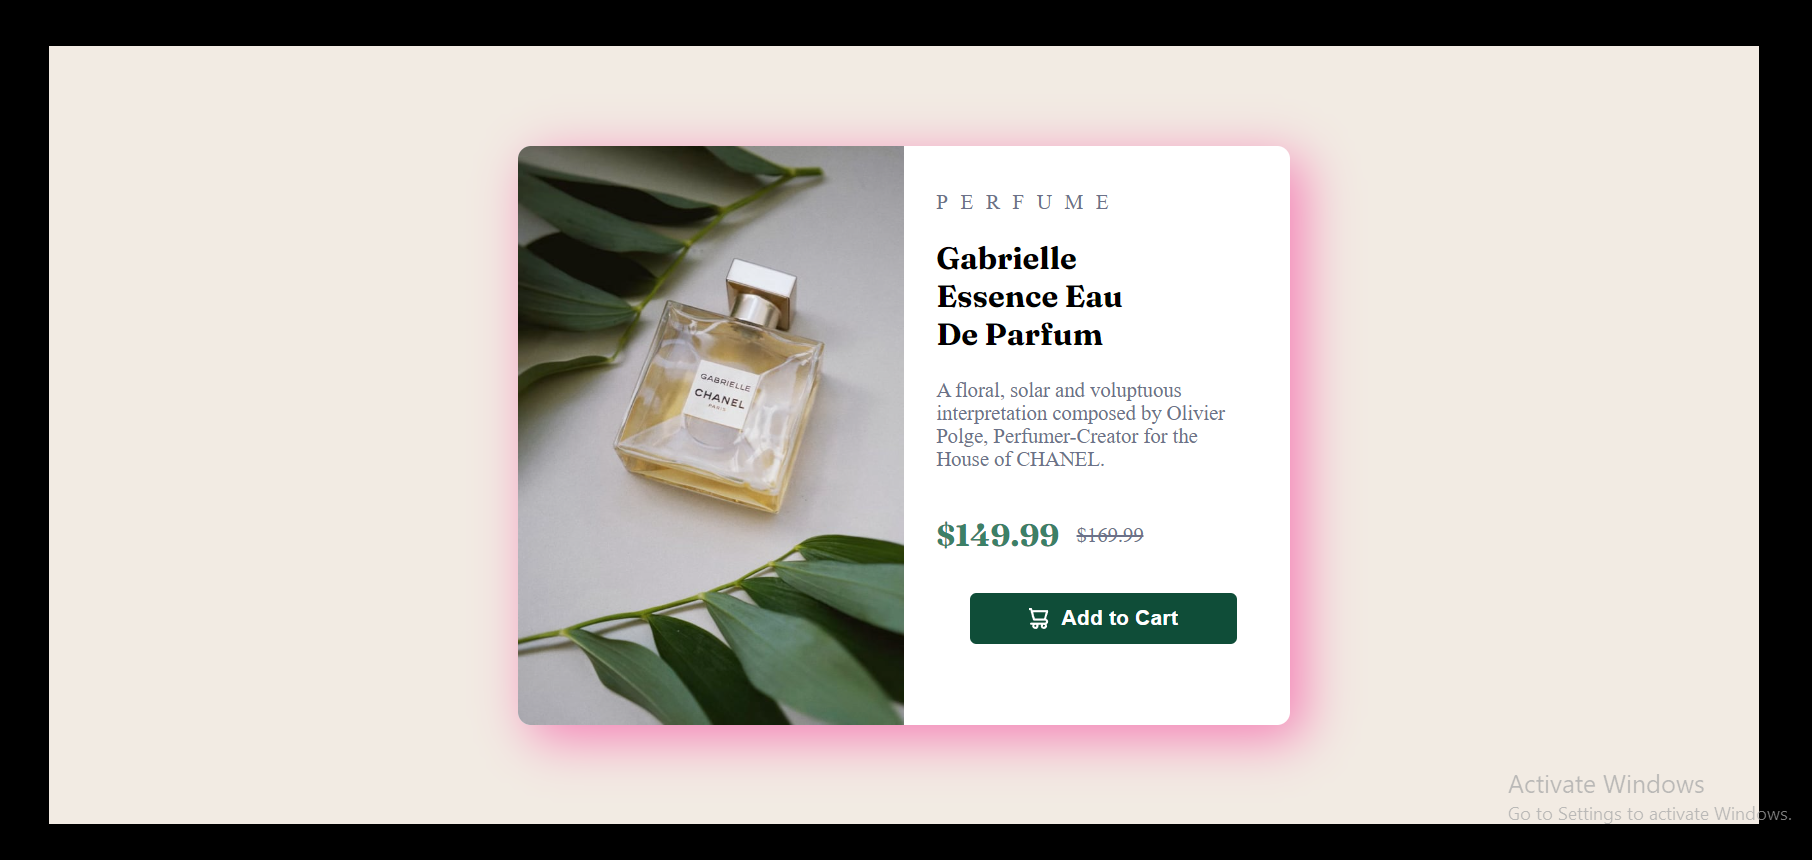 P E R F U M E
Gabrielle
Essence Eau
De Parfum
GABRIELLE
CHANEL
PARIS
A floral, solar and voluptuous
interpretation composed by Olivier
Polge, Perfumer-Creator for the
House of CHANEL.
$149.99 $169.99
Add to Cart
Activate Windows
Go to Settings to activate Windows.